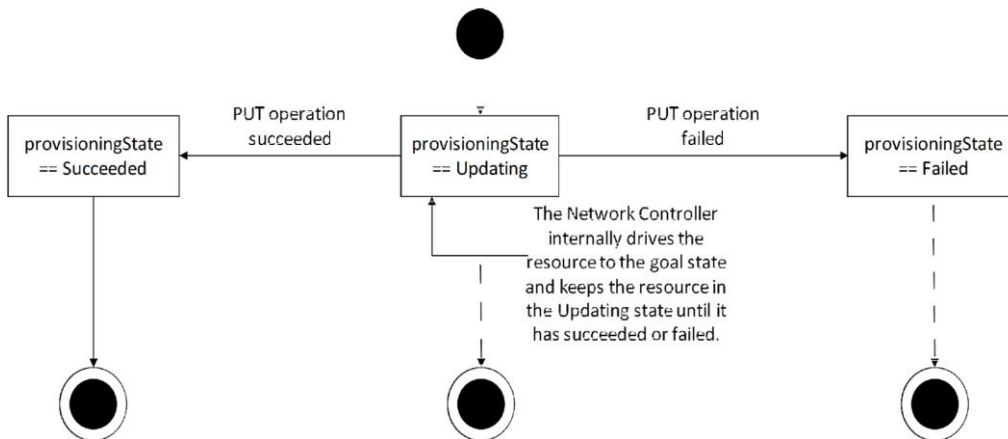 PUT operation
succeeded
PUT operation
failed
provisioningState
== Succeeded
provisioningState
== Updating
provisioningState
== Failed
The Network Controller
internally drives the
resource to the goal state
and keeps the resource in
the Updating state until it
has succeeded or failed.